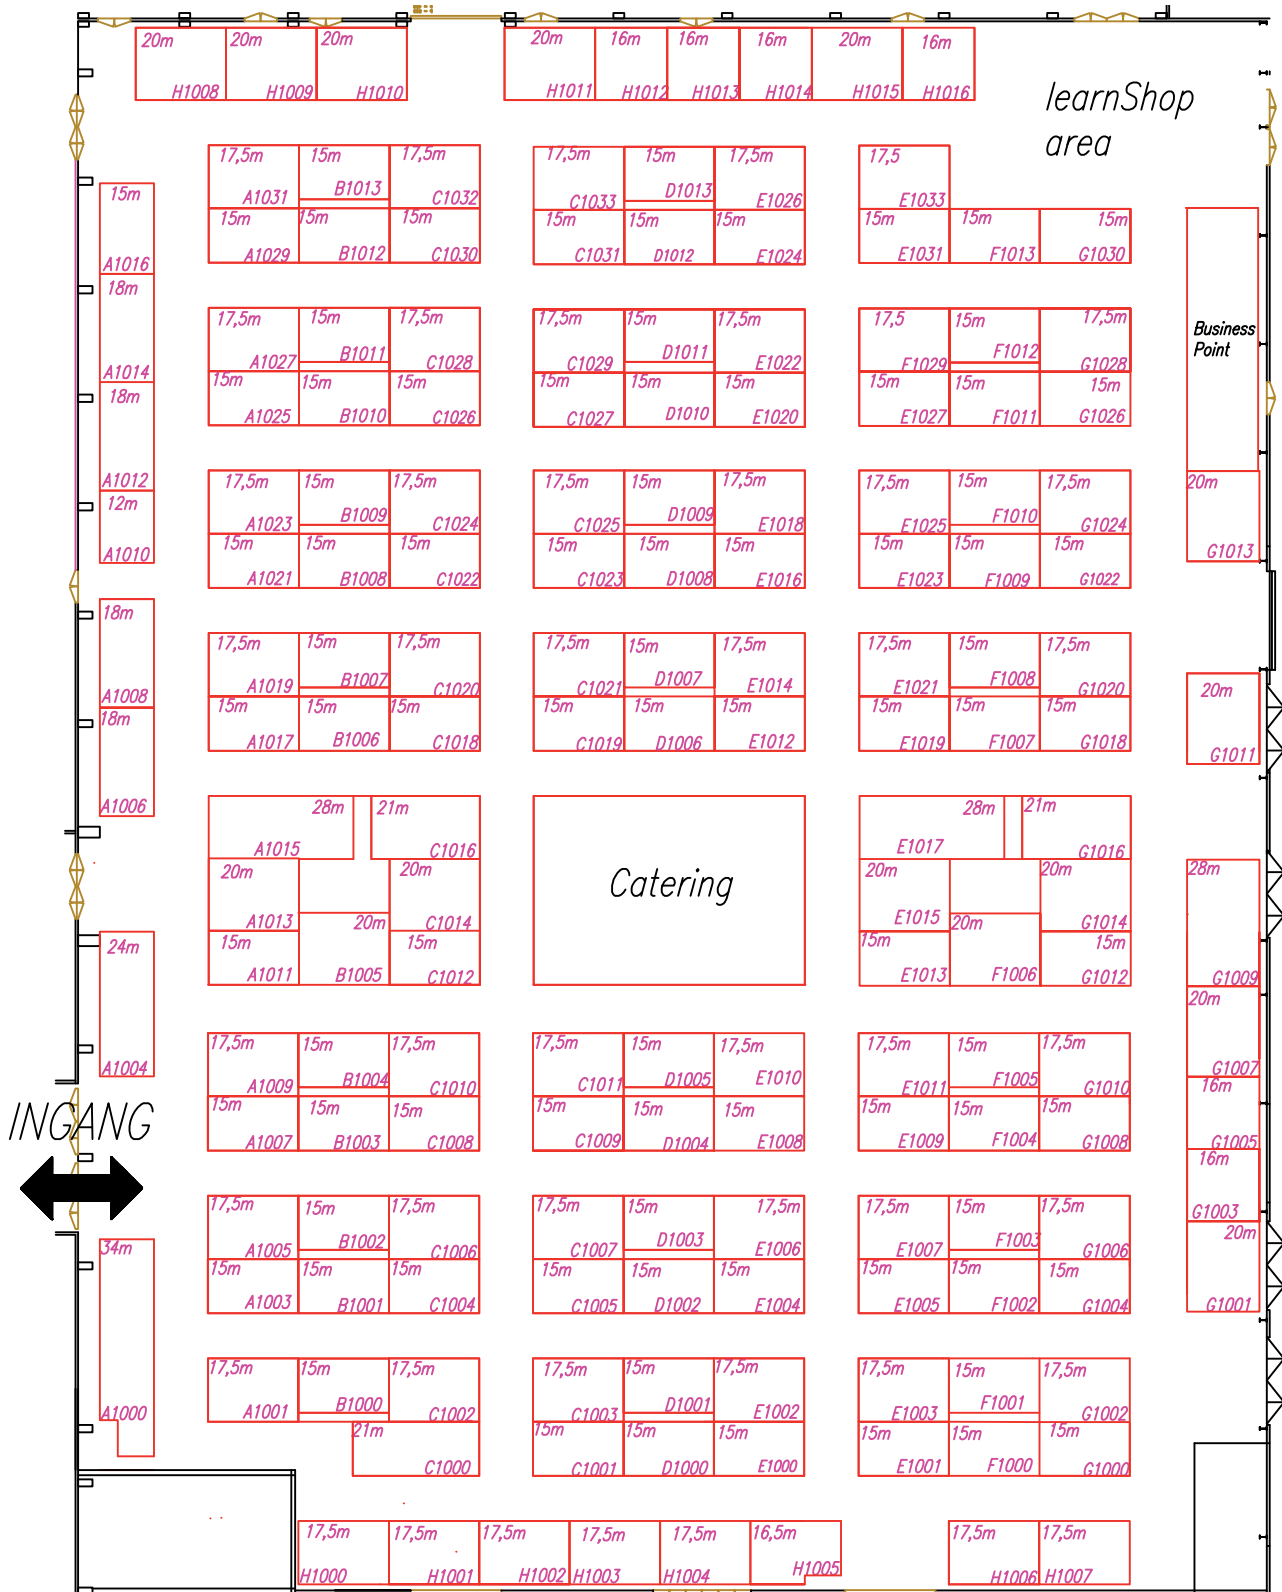 20m 20m 20m 20m 16m 16m 16m 20m 16m
H1008 H1009 H1010 H1011 H1012 H1013 H1014 H1015 H1016
learnShop
area
17,5m 15m 17,5m 17,5m 15m 17,5m 17,5
A1031 B1013 C1032 C1033 D1013 E1026 E1033
15m
A1016
15m 15m 15m 15m 15m 15m 15m 15m 15m
A1029 B1012 C1030 C1031 D1012 E1024 E1031 F1013 G1030
18m
A1014
17,5m 15m 17,5m 17,5m 15m 17,5m 17,5 15m 17,5m
A1027 B1011 C1028 C1029 D1011 E1022 F1029 F1012 G1028
Business
Point
15m 15m 15m 15m 15m 15m 15m 15m 15m
A1025 B1010 C1026 C1027 D1010 E1020 E1027 F1011 G1026
18m
A1012
17,5m 15m 17,5m 17,5m 15m 17,5m 17,5m 15m 17,5m
A1023 B1009 C1024 C1025 D1009 E1018 E1025 F1010 G1024
12m
A1010
20m
G1013
15m 15m 15m 15m 15m 15m 15m 15m 15m
A1021 B1008 C1022 C1023 D1008 E1016 E1023 F1009 G1022
18m
A1008
17,5m 15m 17,5m 17,5m 15m 17,5m 17,5m 15m 17,5m
A1019 B1007 C1020 C1021 D1007 E1014 E1021 F1008 G1020
20m
G1011
18m
A1006
15m 15m 15m 15m 15m 15m 15m 15m 15m
A1017 B1006 C1018 C1019 D1006 E1012 E1019 F1007 G1018
28m 21m 28m 21m
A1015 C1016 E1017 G1016
Catering
20m 20m 20m 20m 28m
A1013 C1014 E1015 G1014 G1009
24m
A1004
15m 20m 15m 15m 20m 15m
A1011 B1005 C1012 E1013 F1006 G1012
20m
G1007
17,5m 15m 17,5m 17,5m 15m 17,5m 17,5m 15m 17,5m
A1009 B1004 C1010 C1011 D1005 E1010 E1011 F1005 G1010
INGANG
15m 15m 15m 15m 15m 15m 15m 15m 15m
A1007 B1003 C1008 C1009 D1004 E1008 E1009 F1004 G1008
16m
G1005
16m
G1003
17,5m 15m 17,5m 17,5m 15m 17,5m 17,5m 15m 17,5m
A1005 B1002 C1006 C1007 D1003 E1006 E1007 F1003 G1006
34m
A1000
20m
G1001
15m 15m 15m 15m 15m 15m 15m 15m 15m
A1003 B1001 C1004 C1005 D1002 E1004 E1005 F1002 G1004
17,5m 15m 17,5m 17,5m 15m 17,5m 17,5m 15m 17,5m
A1001 B1000 C1002 C1003 D1001 E1002 E1003 F1001 G1002
21m 15m 15m 15m 15m 15m 15m
C1000 C1001 D1000 E1000 E1001 F1000 G1000
17,5m 17,5m 17,5m 17,5m 17,5m 16,5m 17,5m 17,5m
H1000 H1001 H1002 H1003 H1004 H1005 H1006 H1007